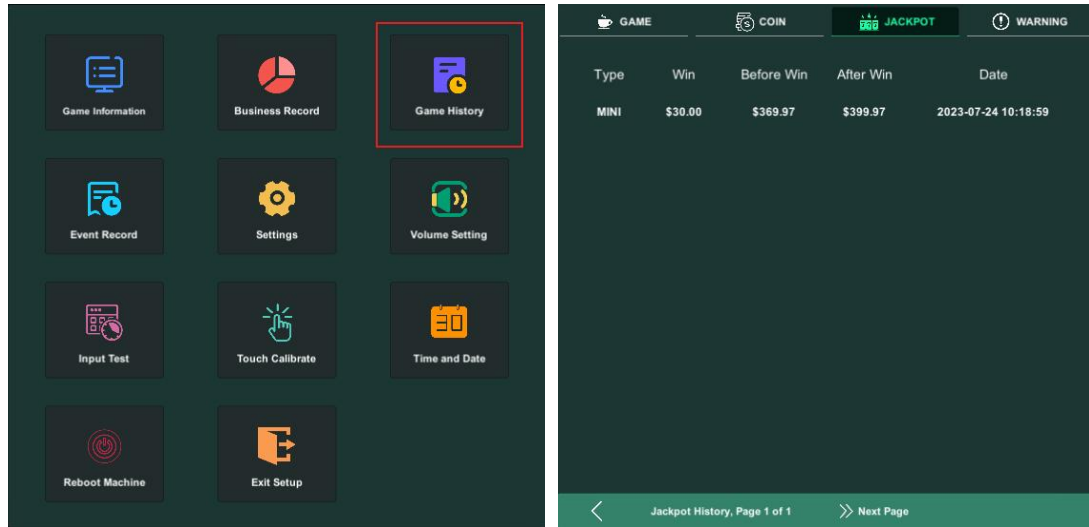 Game Information
Business Record
Game History
Event Record
Settings
Volume Setting
Input Test
Touch Calibrate
30
Time and Date
Reboot Machine
Exit Setup
GAME COIN JACKPOT WARNING
Type Win Before Win After Win Date
MINI $30.00 $369.97 $399.97 2023-07-24 10:18:59
Jackpot History, Page 1 of 1 Next Page